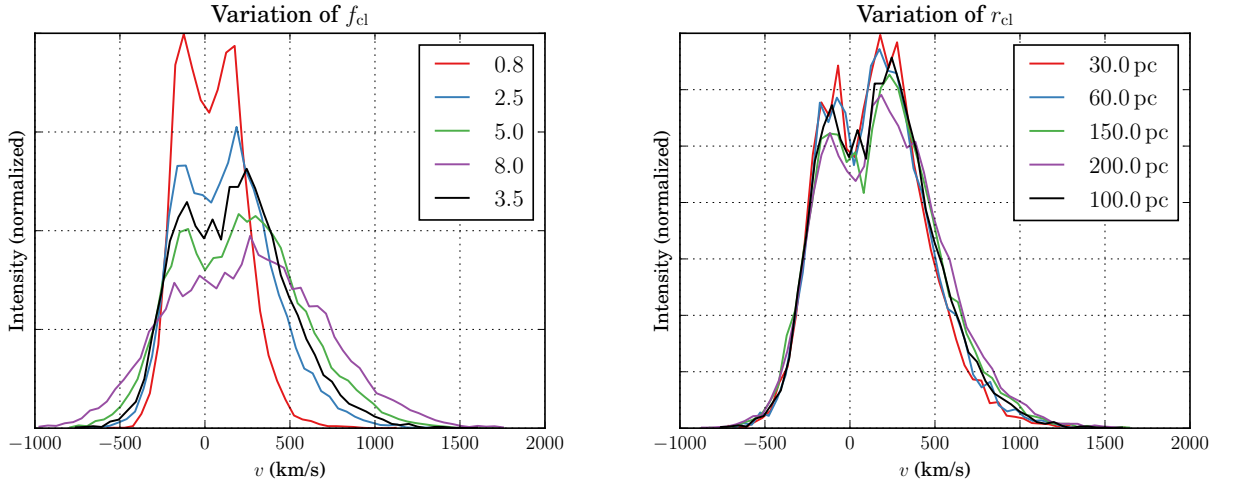 Variation of f_cl
Intensity (normalized)
0.8
2.5
5.0
8.0
3.5
−1000 −500 0 500 1000 1500 2000
v (km/s)
Variation of r_cl
Intensity (normalized)
30.0 pc
60.0 pc
150.0 pc
200.0 pc
100.0 pc
−1000 −500 0 500 1000 1500 2000
v (km/s)